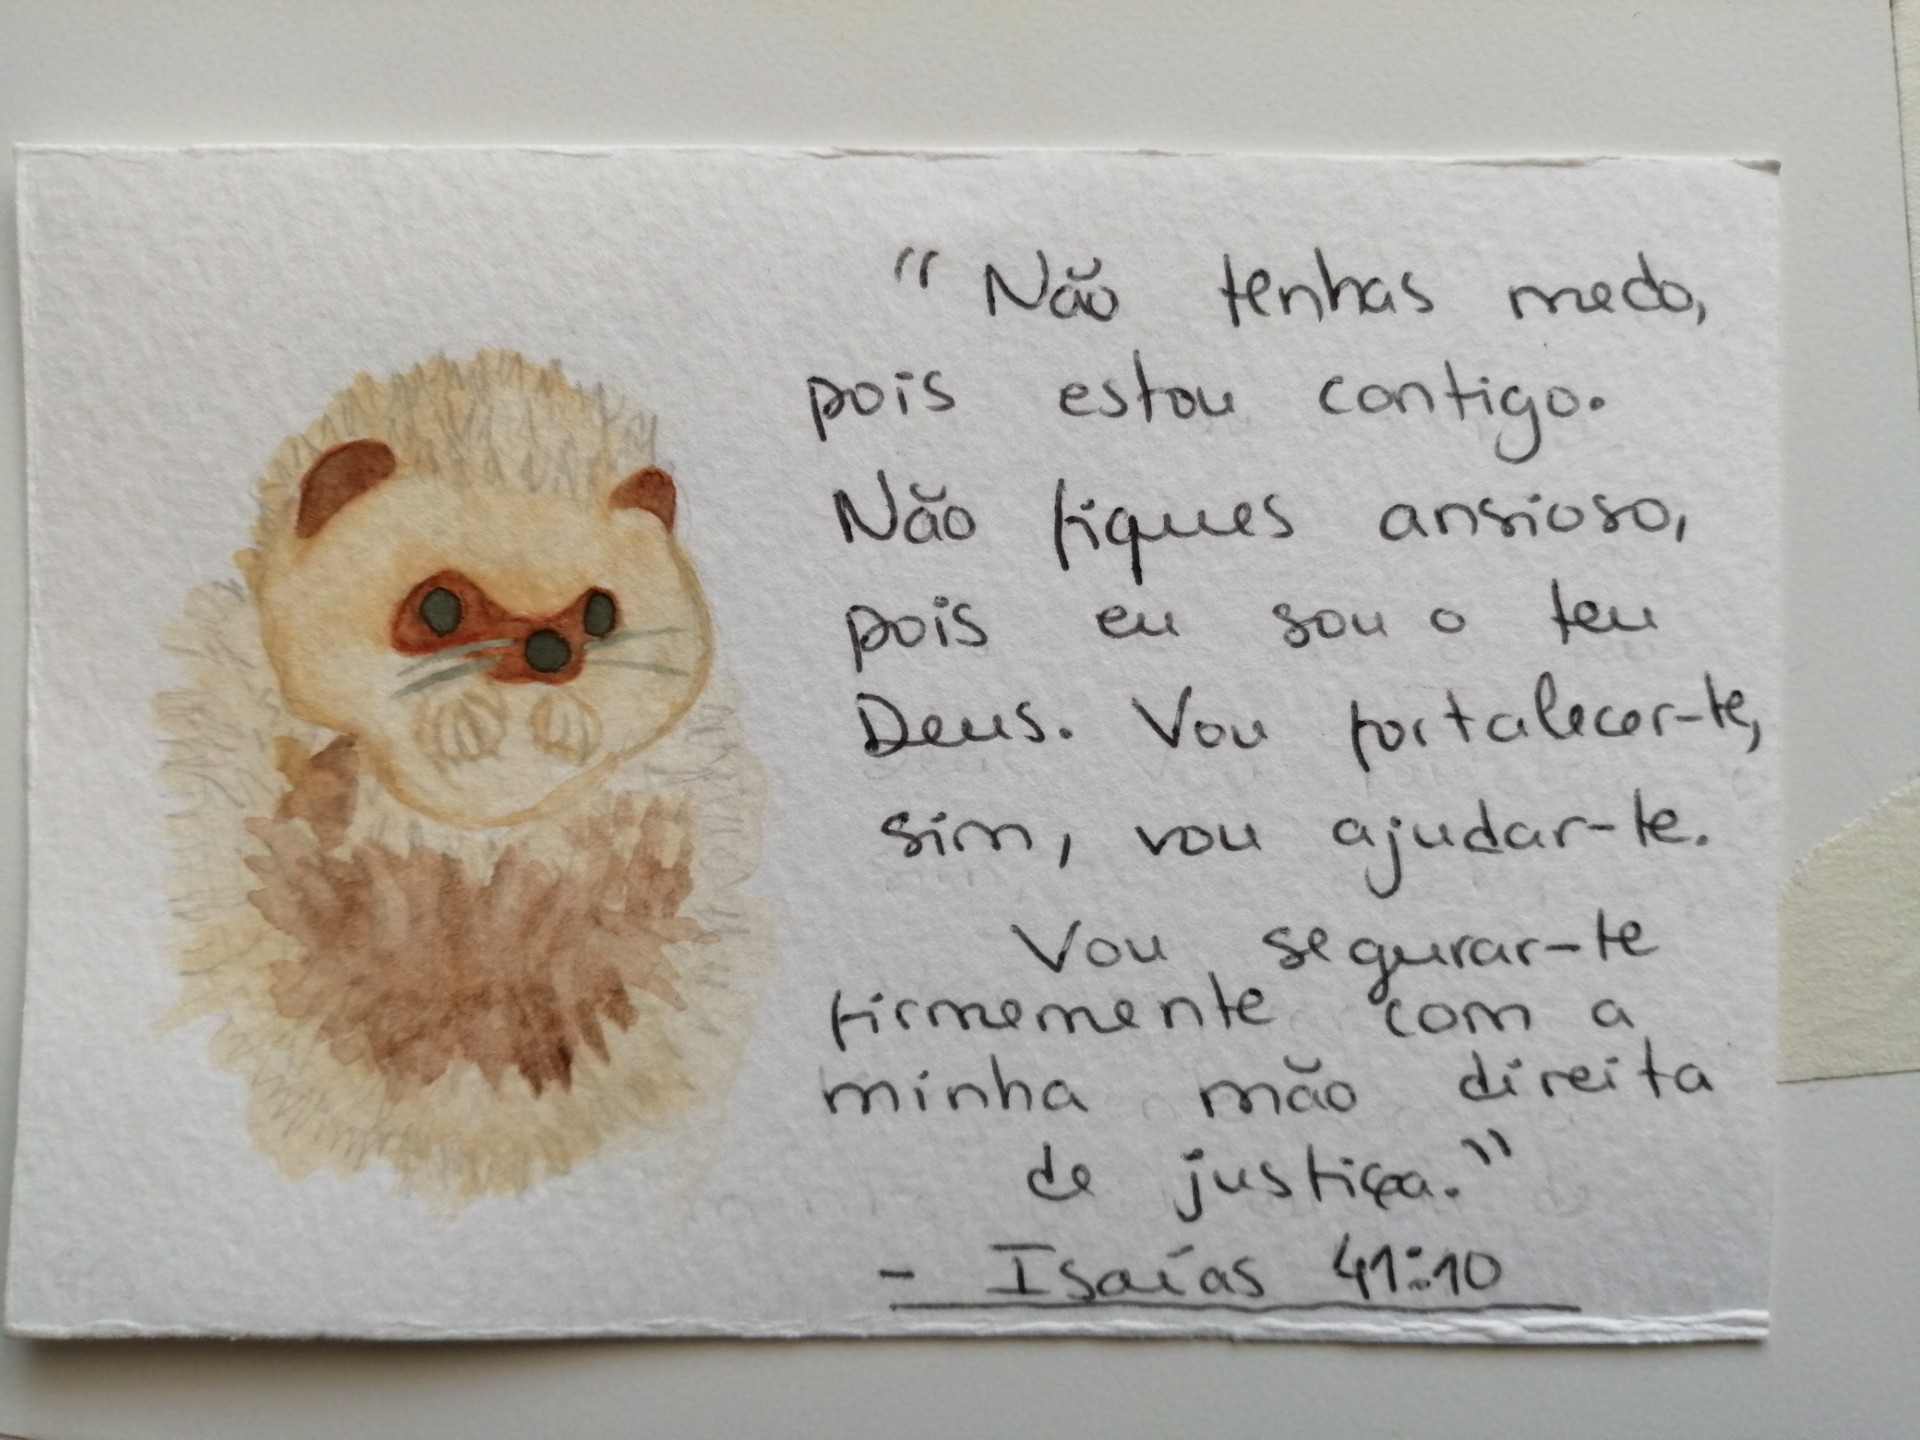 "Não tenhas medo,
pois estou contigo.
Não fiques ansioso,
pois eu sou o teu
Deus. Vou fortalecer-te,
sim, vou ajudar-te.
Vou segurar-te
firmemente com a
minha mão direita
de justiça."
- Isaías 41:10